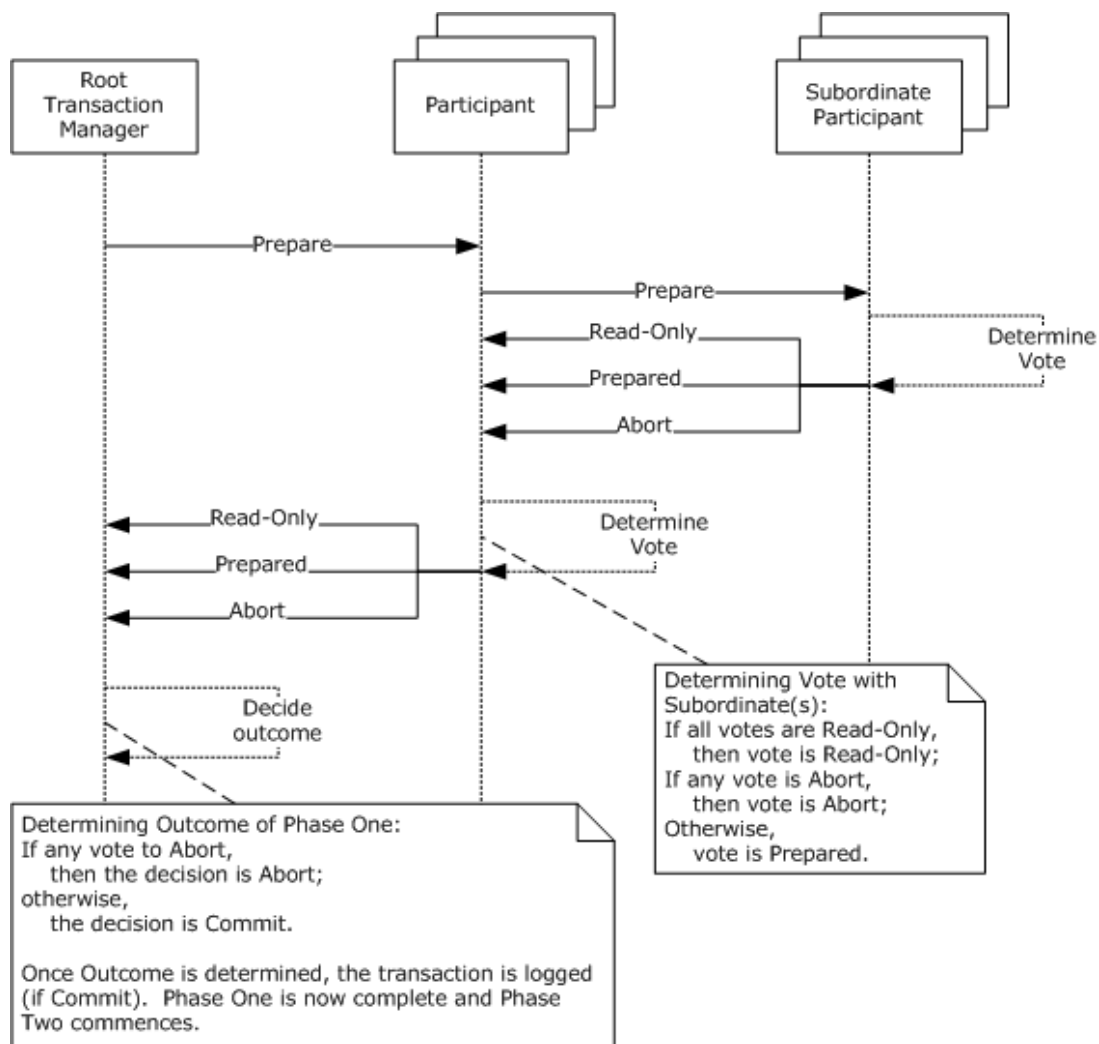 Root
Transaction
Manager
Participant
Subordinate
Participant
Prepare
Prepare
Determine
Vote
Read-Only
Prepared
Abort
Determine
Vote
Read-Only
Prepared
Abort
Decide
outcome
Determining Vote with
Subordinate(s):
If all votes are Read-Only,
then vote is Read-Only;
If any vote is Abort,
then vote is Abort;
Otherwise,
vote is Prepared.
Determining Outcome of Phase One:
If any vote to Abort,
then the decision is Abort;
otherwise,
the decision is Commit.
Once Outcome is determined, the transaction is logged
(if Commit).  Phase One is now complete and Phase
Two commences.